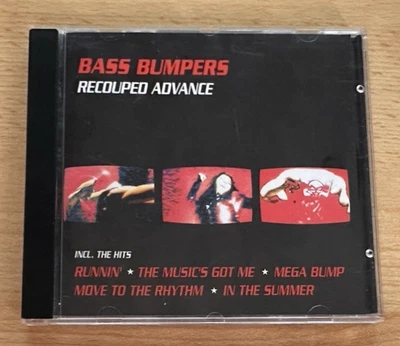 BASS BUMPERS
RECOUPED ADVANCE
INCL. THE HITS
RUNNIN' ★ THE MUSIC'S GOT ME ★ MEGA BUMP
MOVE TO THE RHYTHM ★ IN THE SUMMER